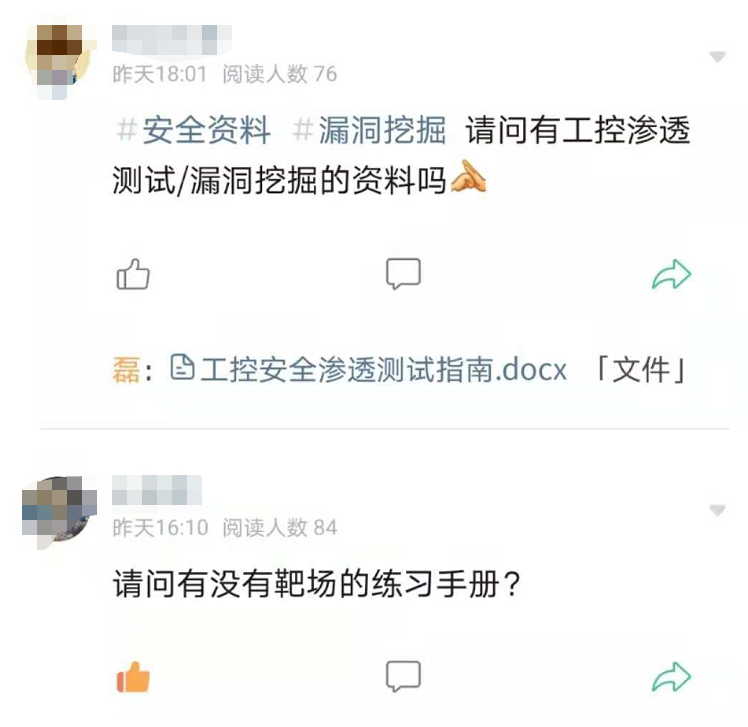 昨天18:01 阅读人数 76
#安全资料 #漏洞挖掘 请问有工控渗透
测试/漏洞挖掘的资料吗
磊：工控安全渗透测试指南.docx 「文件」
昨天16:10 阅读人数 84
请问有没有靶场的练习手册？